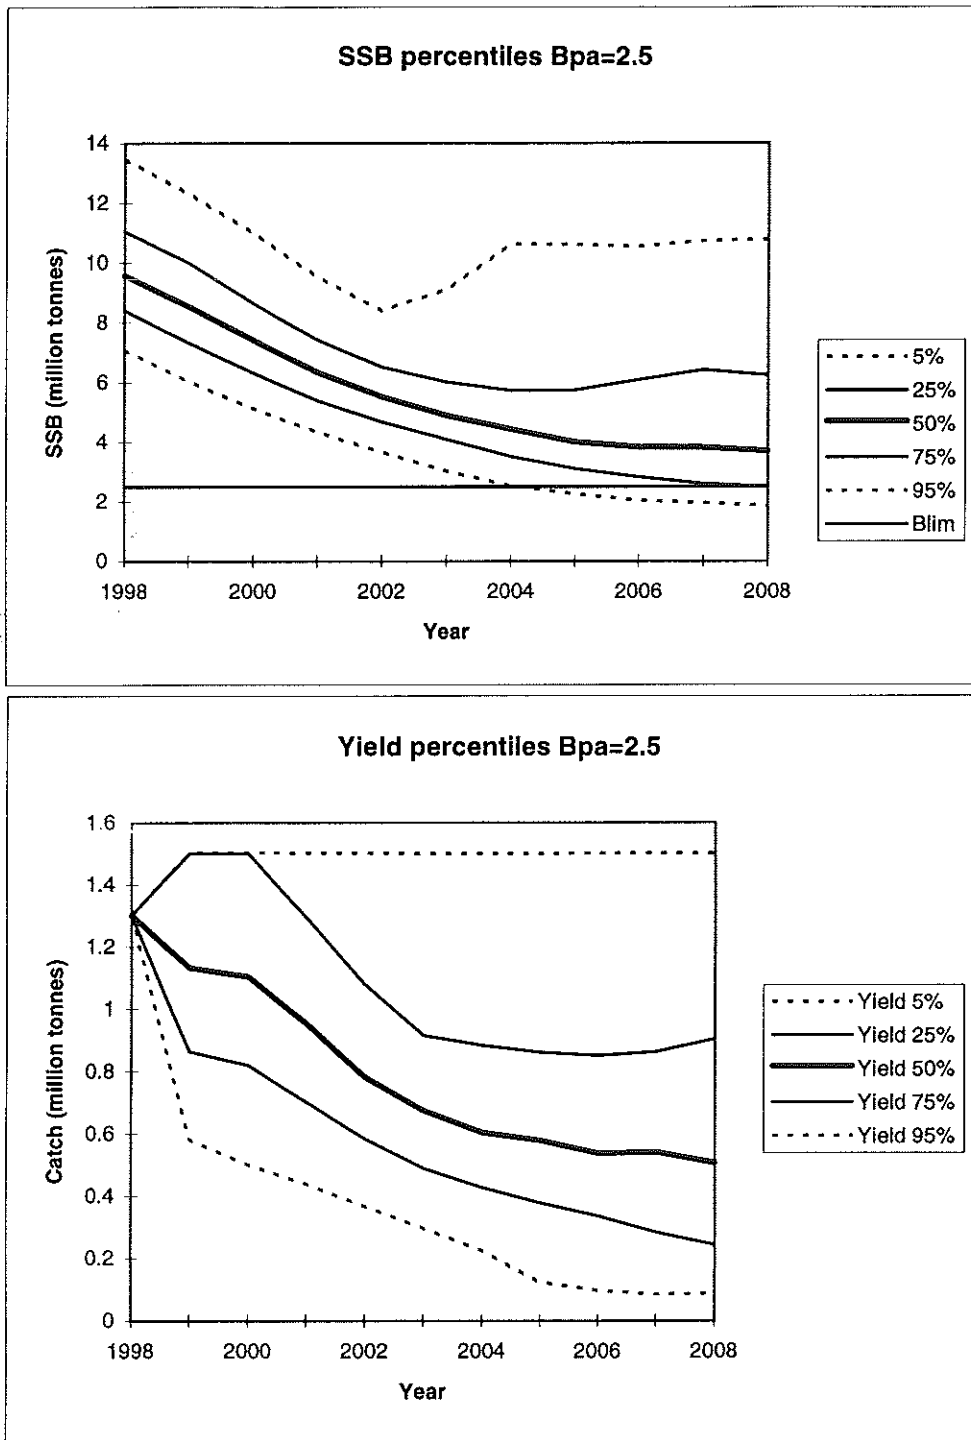 SSB percentiles Bpa=2.5
14
12
10
8
6
4
2
0
SSB (million tonnes)
1998 2000 2002 2004 2006 2008
Year
5%
25%
50%
75%
95%
Blim
Yield percentiles Bpa=2.5
1.6
1.4
1.2
1
0.8
0.6
0.4
0.2
0
Catch (million tonnes)
1998 2000 2002 2004 2006 2008
Year
Yield 5%
Yield 25%
Yield 50%
Yield 75%
Yield 95%